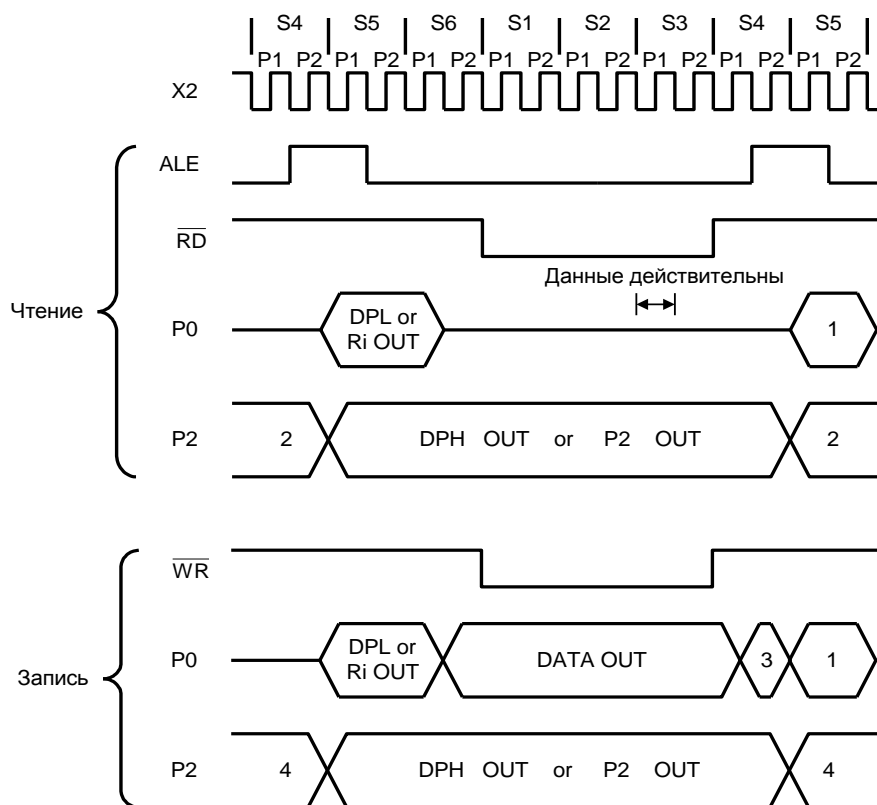 S4 S5 S6 S1 S2 S3 S4 S5
P1 P2 P1 P2 P1 P2 P1 P2 P1 P2 P1 P2 P1 P2 P1 P2
X2
ALE
RD
Данные действительны
Чтение
P0 DPL or Ri OUT 1
P2 2 DPH OUT or P2 OUT 2
WR
P0 DPL or Ri OUT DATA OUT 3 1
Запись
P2 4 DPH OUT or P2 OUT 4